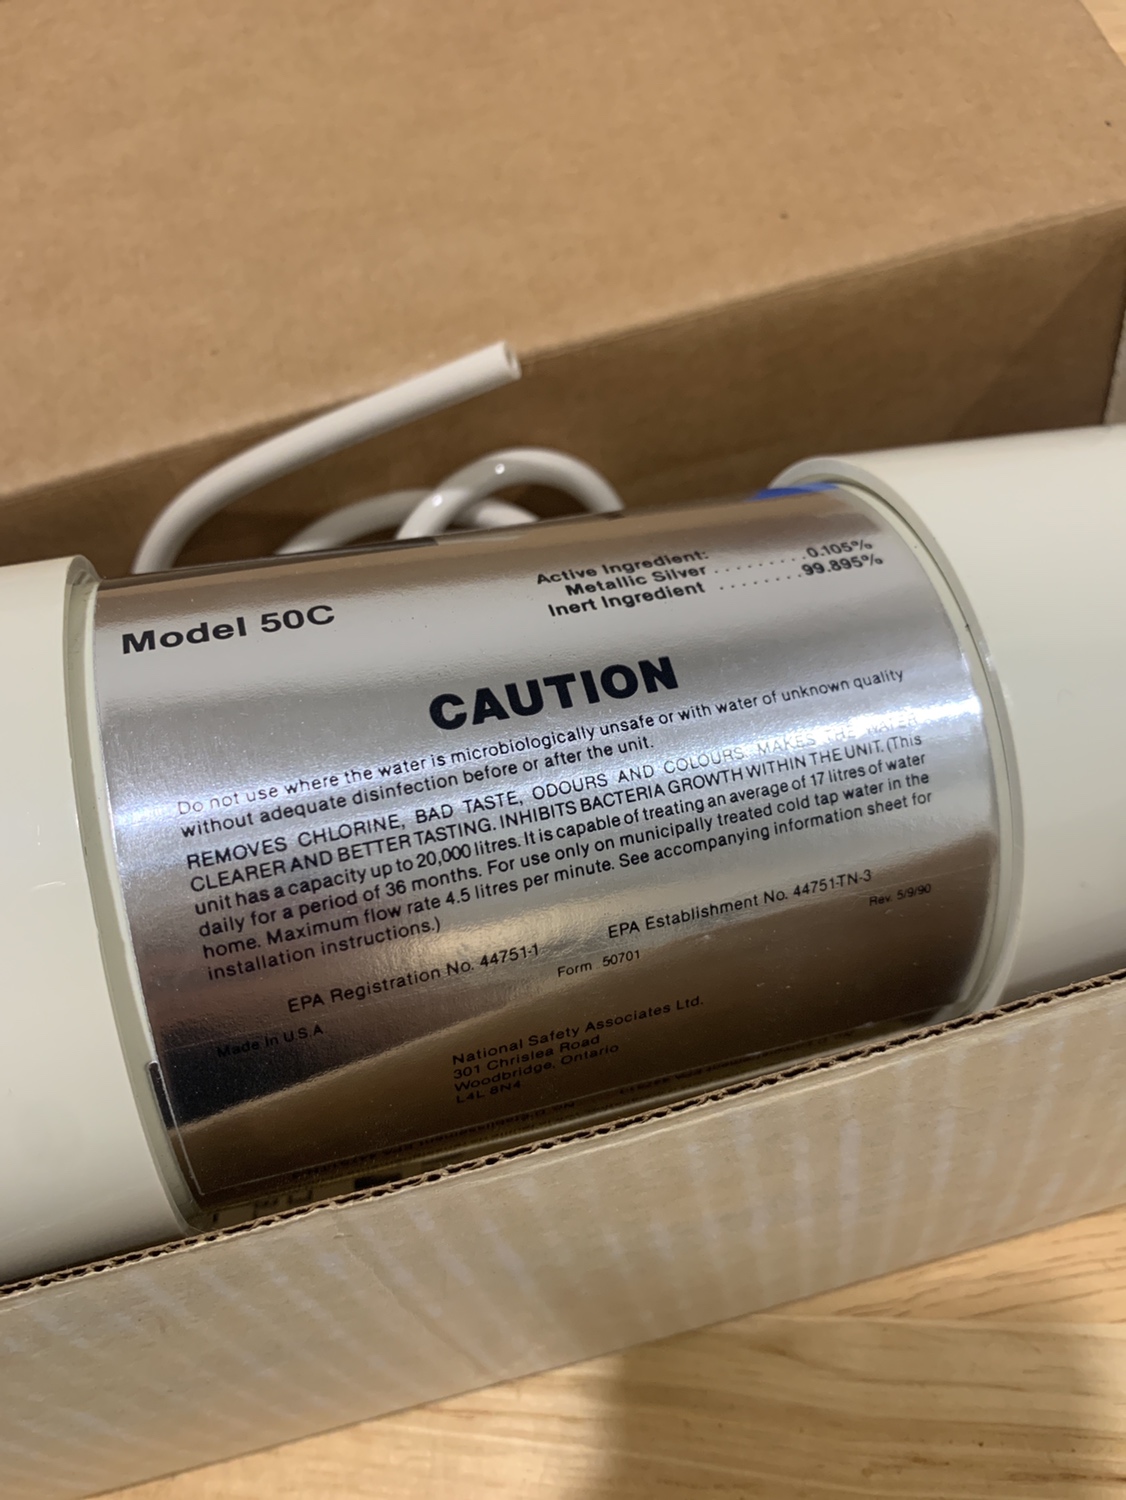 Model 50C
Active Ingredient:
Metallic Silver . . . . . . . . .0.105%
Inert Ingredient . . . . . . . .99.895%
CAUTION
Do not use where the water is microbiologically unsafe or with water of unknown quality
without adequate disinfection before or after the unit.
REMOVES CHLORINE, BAD TASTE, ODOURS AND COLOURS. MAKES THE WATER
CLEARER AND BETTER TASTING. INHIBITS BACTERIA GROWTH WITHIN THE UNIT. (This
unit has a capacity up to 20,000 litres. It is capable of treating an average of 17 litres of water
daily for a period of 36 months. For use only on municipally treated cold tap water in the
home. Maximum flow rate 4.5 litres per minute. See accompanying information sheet for
installation instructions.)
EPA Registration No. 44751-1
EPA Establishment No. 44751-TN-3
Form 50701
Rev. 5/9/90
Made in U.S.A
National Safety Associates Ltd.
301 Chrislea Road
Woodbridge, Ontario
L4L 8N4